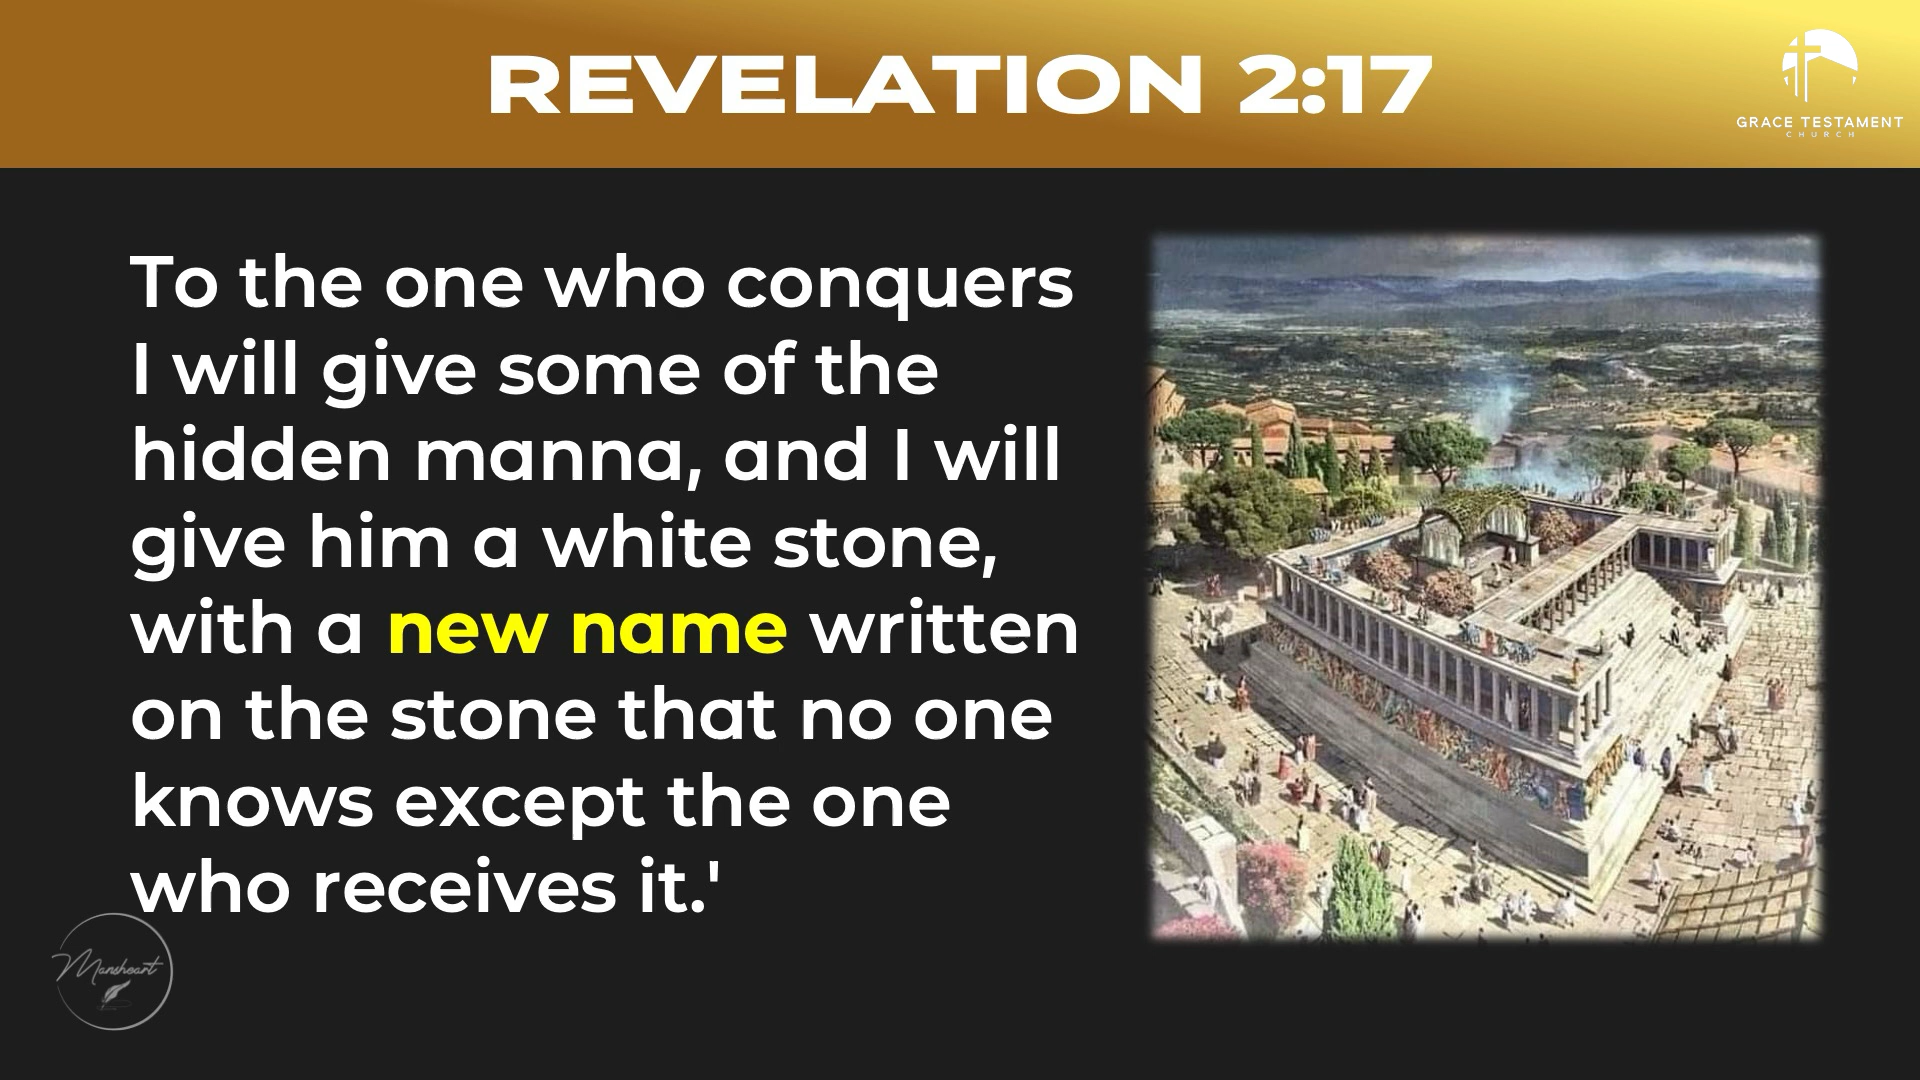 REVELATION 2:17
GRACE TESTAMENT
CHURCH
To the one who conquers
I will give some of the
hidden manna, and I will
give him a white stone,
with a new name written
on the stone that no one
knows except the one
who receives it.'
Mansheart